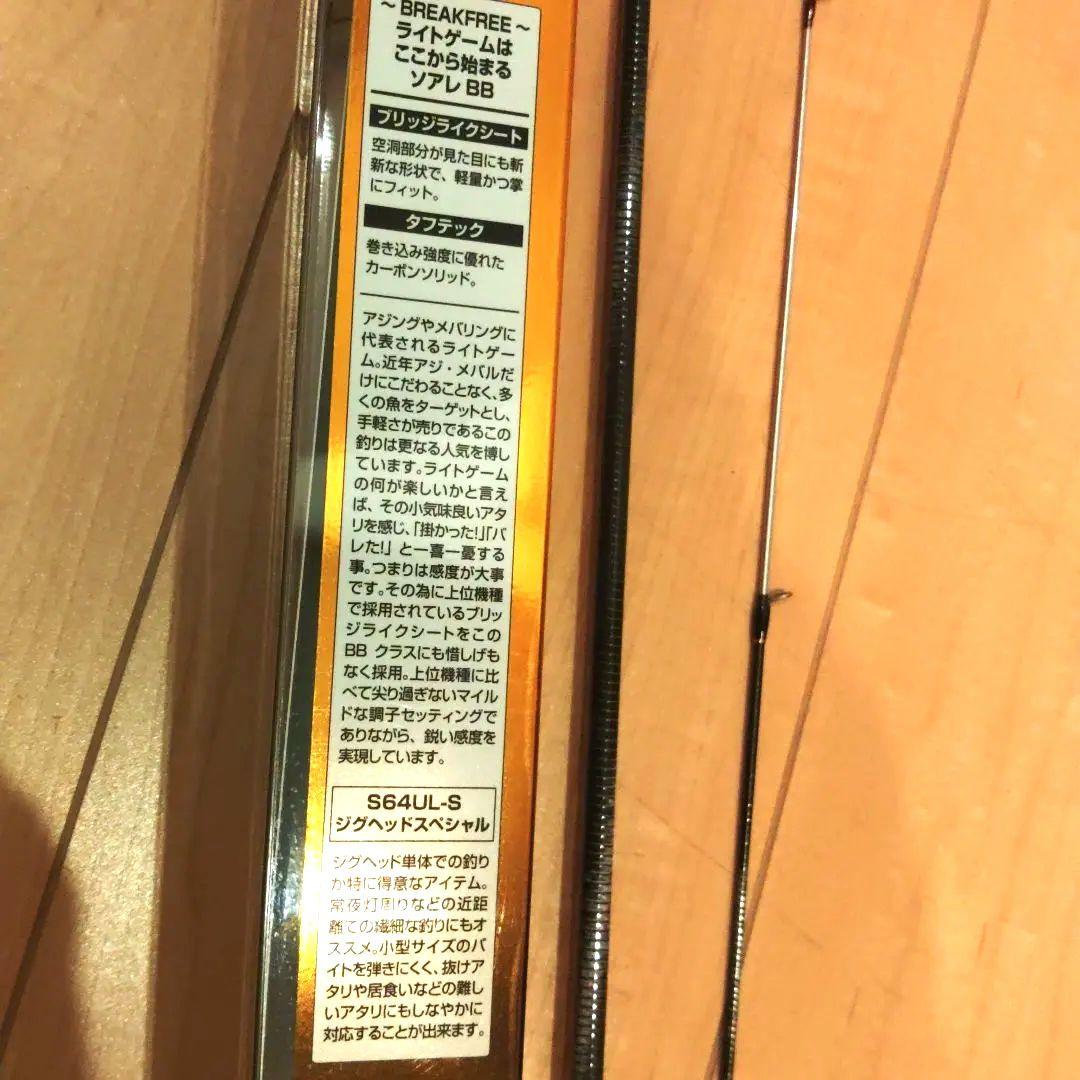 ～BREAKFREE～
ライトゲームは
ここから始まる
ソアレ BB
ブリッジライクシート
空洞部分が見た目にも斬
新な形状で、軽量かつ掌
にフィット。
タフテック
巻き込み強度に優れた
カーボンソリッド。
アジングやメバリングに
代表されるライトゲー
ム。近年アジ・メバルだ
けにこだわることなく、多
くの魚をターゲットとし、
手軽さが売りであるこの
釣りは更なる人気を博し
ています。ライトゲーム
の何が楽しいかと言え
ば、その小気味良いアタ
リを感じ、「掛かった!」「バ
レた!」と一喜一憂する
事。つまりは感度が大事
です。その為に上位機種
で採用されているブリッ
ジライクシートをこの
BB クラスにも惜しげも
なく採用。上位機種に比
べて尖り過ぎないマイル
ドな調子セッティングで
ありながら、鋭い感度を
実現しています。
S64UL-S
ジグヘッドスペシャル
ジグヘッド単体での釣り
が特に得意なアイテム。
常夜灯周りなどの近距
離での繊細な釣りにもオ
ススメ。小型サイズのバ
イトを弾きにくく、抜けア
タリや居食いなどの難し
いアタリにもしなやかに
対応することが出来ます。